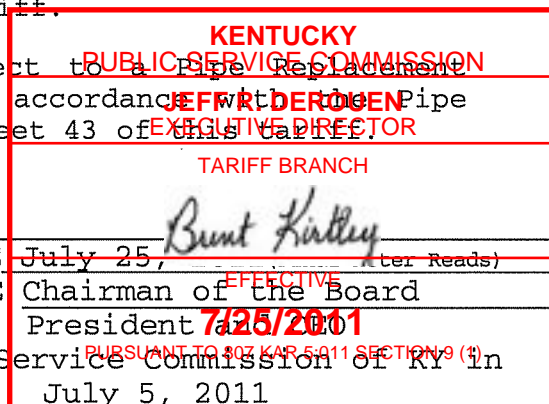 iff.
KENTUCKY
PUBLIC SERVICE COMMISSION
ect to a Pipe Replacement
accordance with the Pipe
JEFF R. DEROUEN
eet 43 of this tariff.
EXECUTIVE DIRECTOR
TARIFF BRANCH
Bunt Kirtley
July 25, ter Reads)
EFFECTIVE
Chairman of the Board
President and CEO
7/25/2011
Service Commission of KY in
PURSUANT TO 807 KAR 5:011 SECTION 9 (1)
July 5, 2011